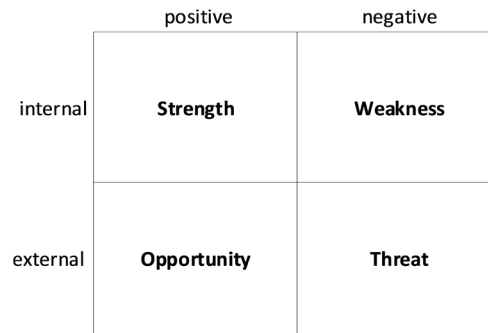 positive negative
internal Strength Weakness
external Opportunity Threat